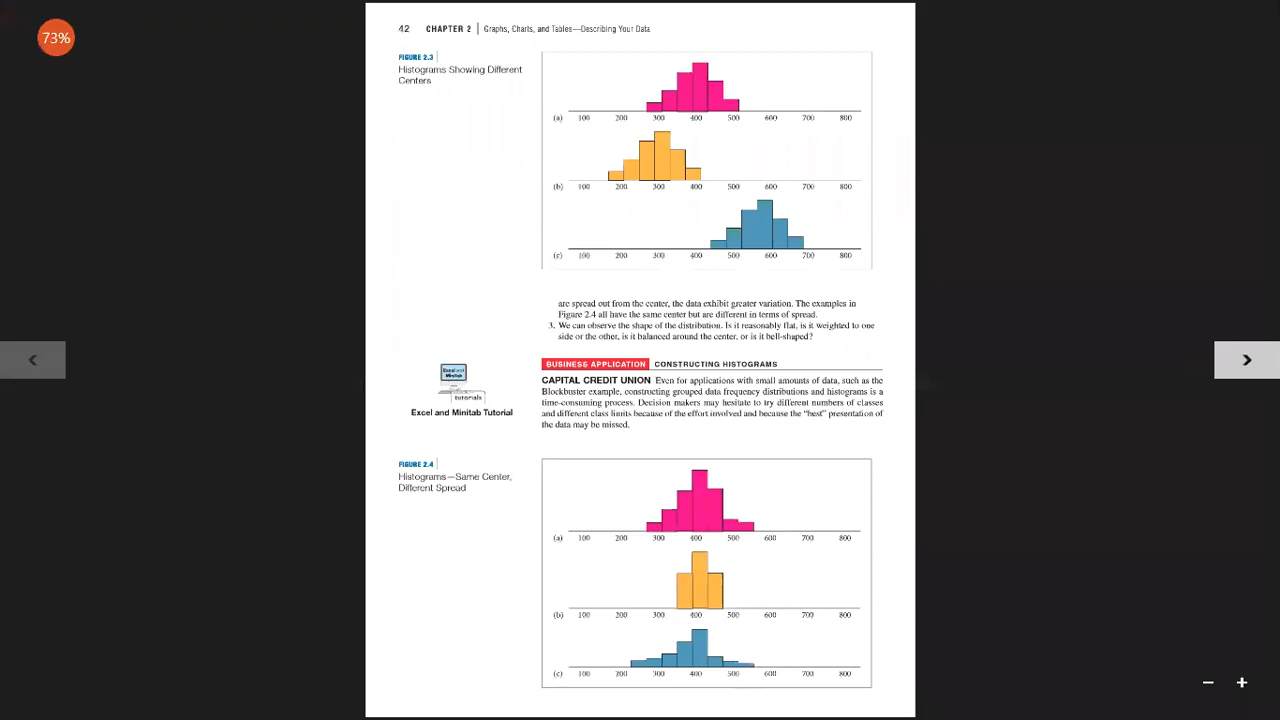 73%
42 CHAPTER 2 | Graphs, Charts, and Tables—Describing Your Data
FIGURE 2.3
Histograms Showing Different
Centers
(a) 100 200 300 400 500 600 700 800
(b) 100 200 300 400 500 600 700 800
(c) 100 200 300 400 500 600 700 800
are spread out from the center, the data exhibit greater variation. The examples in
Figure 2.4 all have the same center but are different in terms of spread.
3. We can observe the shape of the distribution. Is it reasonably flat, is it weighted to one
side or the other, is it balanced around the center, or is it bell-shaped?
BUSINESS APPLICATION CONSTRUCTING HISTOGRAMS
Excel and
Minitab
tutorials
Excel and Minitab Tutorial
CAPITAL CREDIT UNION Even for applications with small amounts of data, such as the
Blockbuster example, constructing grouped data frequency distributions and histograms is a
time-consuming process. Decision makers may hesitate to try different numbers of classes
and different class limits because of the effort involved and because the “best” presentation of
the data may be missed.
FIGURE 2.4
Histograms—Same Center,
Different Spread
(a) 100 200 300 400 500 600 700 800
(b) 100 200 300 400 500 600 700 800
(c) 100 200 300 400 500 600 700 800